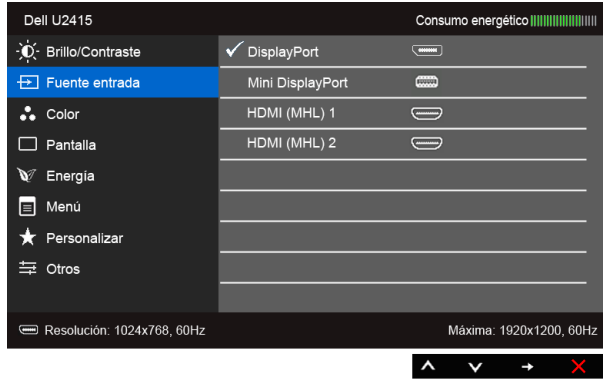 Dell U2415 Consumo energético
Brillo/Contraste DisplayPort
Fuente entrada Mini DisplayPort
Color HDMI (MHL) 1
Pantalla HDMI (MHL) 2
Energía
Menú
Personalizar
Otros
Resolución: 1024x768, 60Hz Máxima: 1920x1200, 60Hz